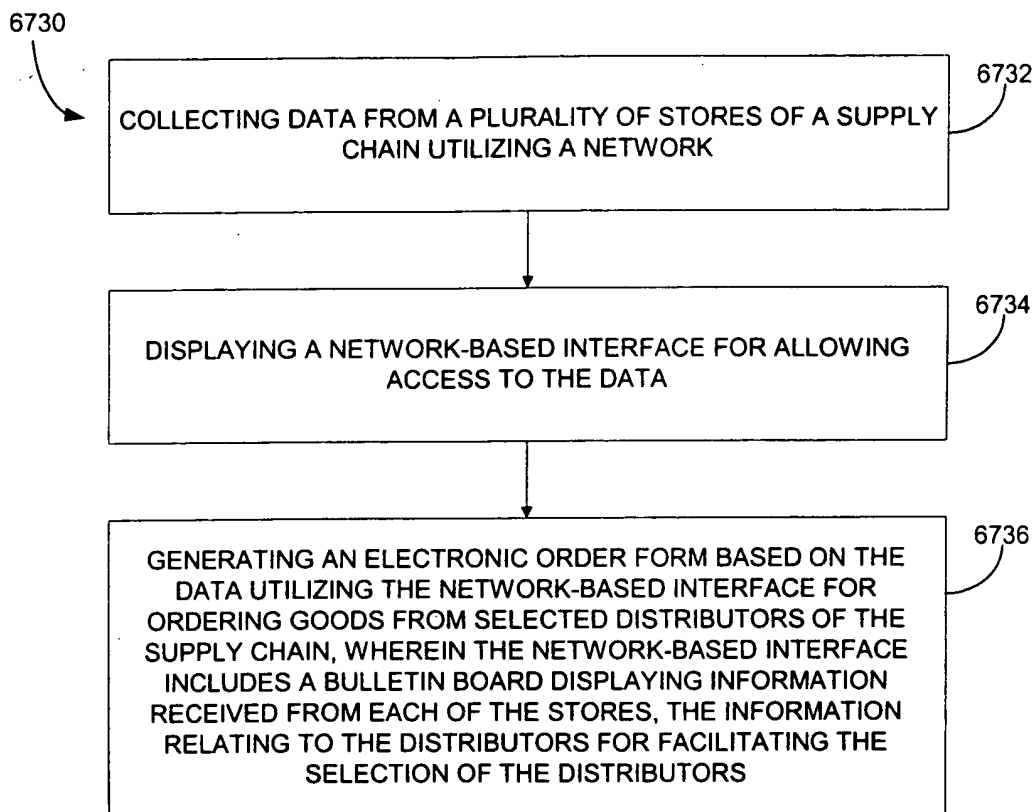 6730
6732
COLLECTING DATA FROM A PLURALITY OF STORES OF A SUPPLY
CHAIN UTILIZING A NETWORK
6734
DISPLAYING A NETWORK-BASED INTERFACE FOR ALLOWING
ACCESS TO THE DATA
6736
GENERATING AN ELECTRONIC ORDER FORM BASED ON THE
DATA UTILIZING THE NETWORK-BASED INTERFACE FOR
ORDERING GOODS FROM SELECTED DISTRIBUTORS OF THE
SUPPLY CHAIN, WHEREIN THE NETWORK-BASED INTERFACE
INCLUDES A BULLETIN BOARD DISPLAYING INFORMATION
RECEIVED FROM EACH OF THE STORES, THE INFORMATION
RELATING TO THE DISTRIBUTORS FOR FACILITATING THE
SELECTION OF THE DISTRIBUTORS